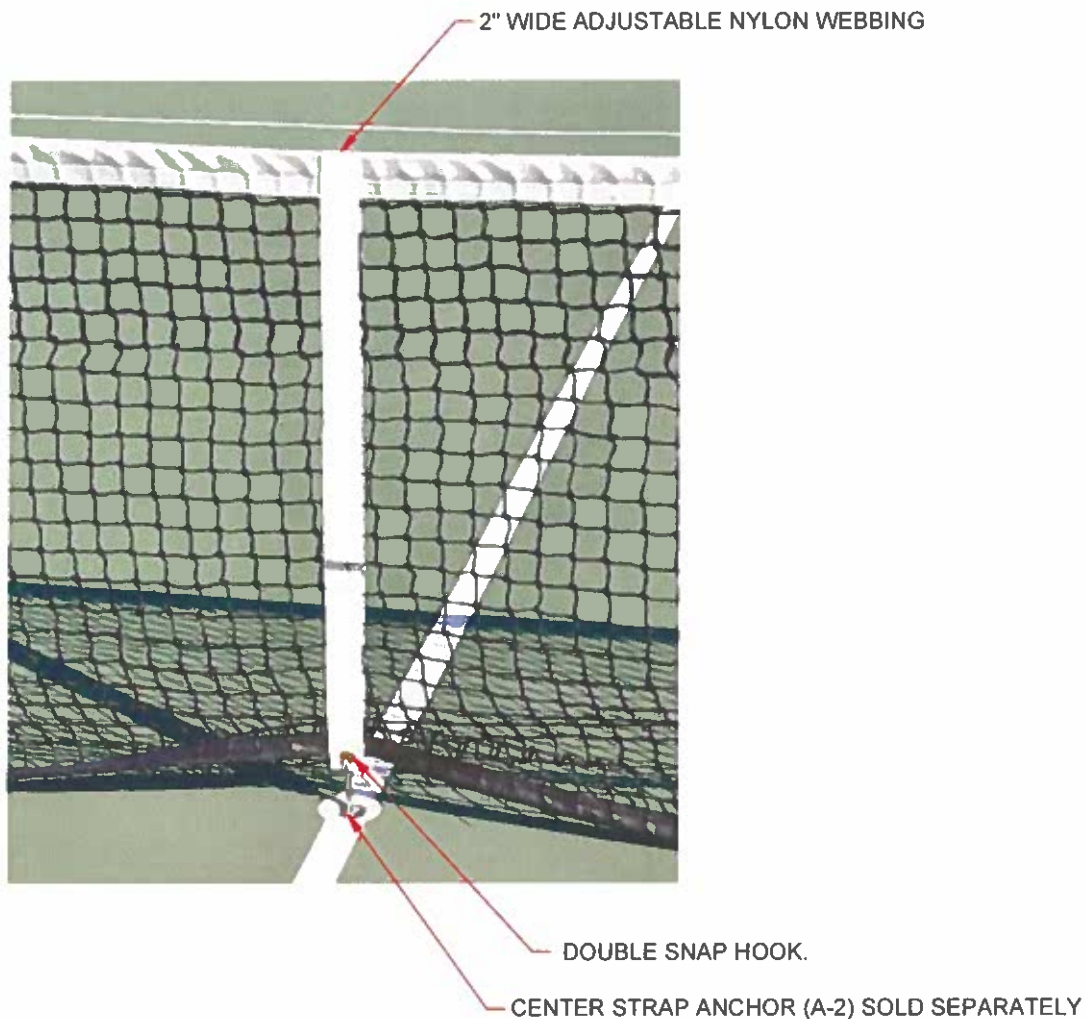 2" WIDE ADJUSTABLE NYLON WEBBING
DOUBLE SNAP HOOK.
CENTER STRAP ANCHOR (A-2) SOLD SEPARATELY